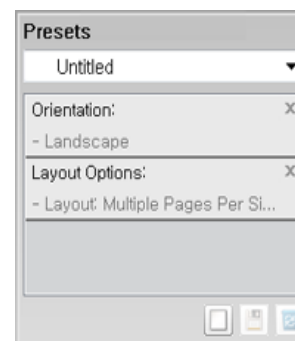 Presets
Untitled
Orientation: x
- Landscape
Layout Options: x
- Layout: Multiple Pages Per Si...